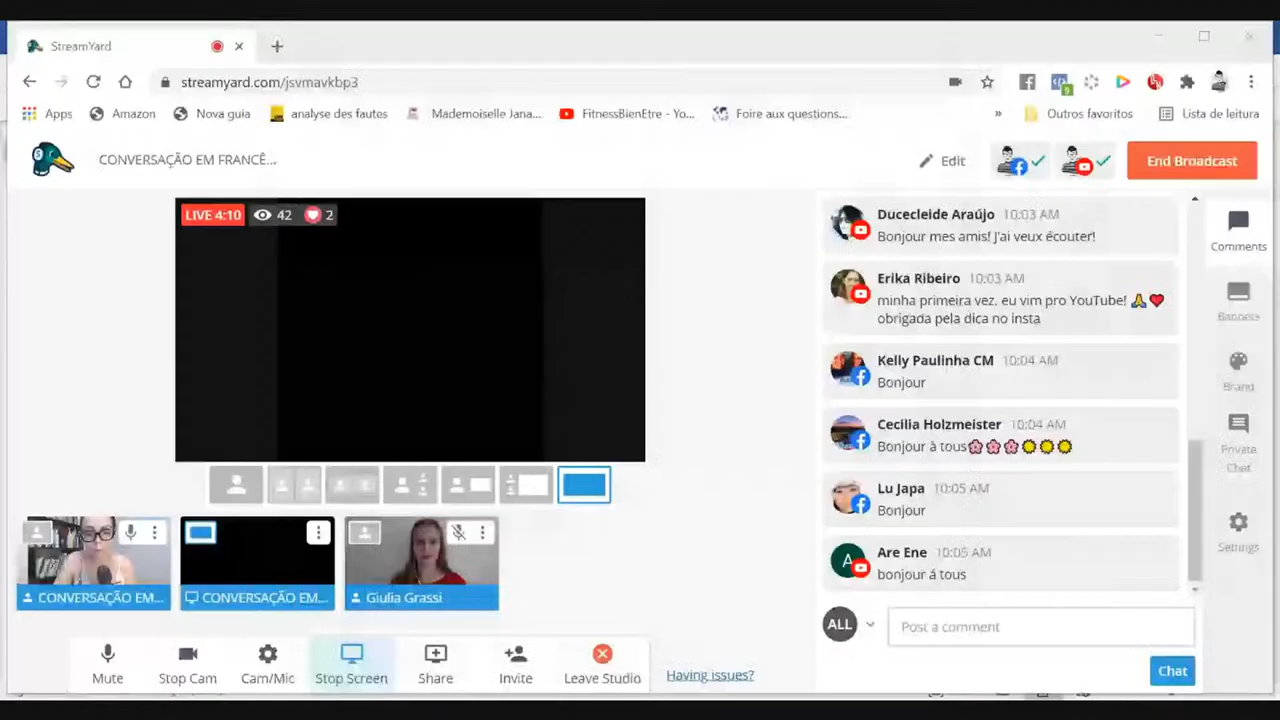 StreamYard
streamyard.com/jsvmavkbp3
Apps
Amazon
Nova guia
analyse des fautes
Mademoiselle Jana...
FitnessBienEtre - Yo...
Foire aux questions...
»
Outros favoritos
Lista de leitura
CONVERSAÇÃO EM FRANCÊ...
Edit
End Broadcast
LIVE 4:10
42
2
Ducecleide Araújo 10:03 AM
Bonjour mes amis! J'ai veux écouter!
Erika Ribeiro 10:03 AM
minha primeira vez. eu vim pro YouTube! 🙏❤️
obrigada pela dica no insta
Kelly Paulinha CM 10:04 AM
Bonjour
Cecilia Holzmeister 10:04 AM
Bonjour à tous🌸🌸🌸🌞🌞🌞
Lu Japa 10:05 AM
Bonjour
A
Are Ene 10:05 AM
bonjour á tous
Comments
Banners
Brand
Private
Chat
Settings
CONVERSAÇÃO EM...
CONVERSAÇÃO EM...
Giulia Grassi
ALL
Post a comment
Chat
Mute
Stop Cam
Cam/Mic
Stop Screen
Share
Invite
Leave Studio
Having issues?